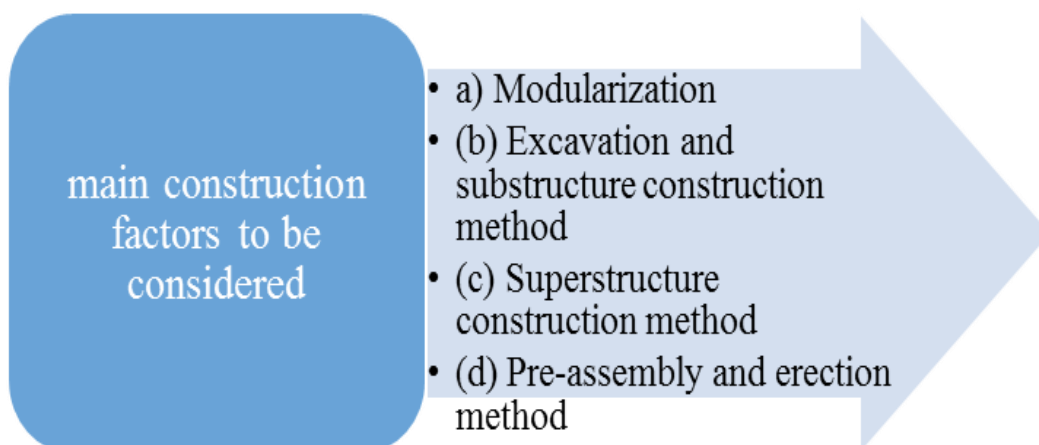 main construction
factors to be
considered
• a) Modularization
• (b) Excavation and
substructure construction
method
• (c) Superstructure
construction method
• (d) Pre-assembly and erection
method